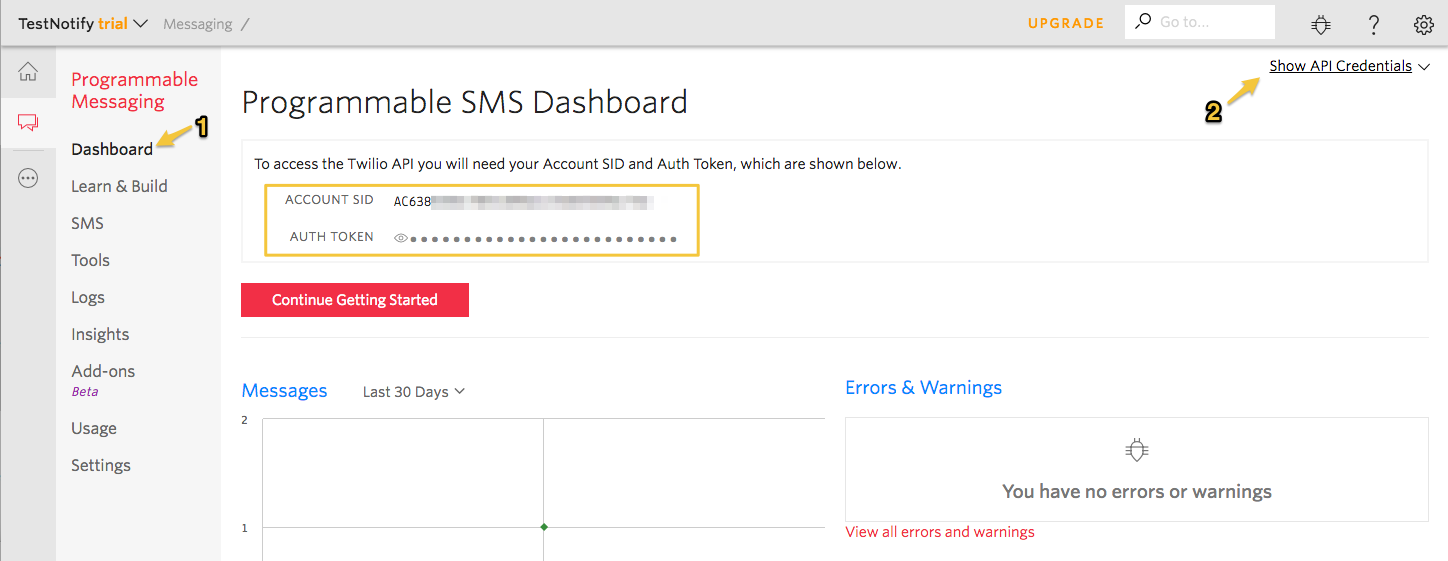 TestNotify trial Messaging /
UPGRADE
Go to...
Show API Credentials
Programmable
Messaging
1
Dashboard
Learn & Build
SMS
Tools
Logs
Insights
Add-ons
Beta
Usage
Settings
2
Programmable SMS Dashboard
To access the Twilio API you will need your Account SID and Auth Token, which are shown below.
ACCOUNT SID AC638
AUTH TOKEN
Continue Getting Started
Messages Last 30 Days
2
1
Errors & Warnings
You have no errors or warnings
View all errors and warnings